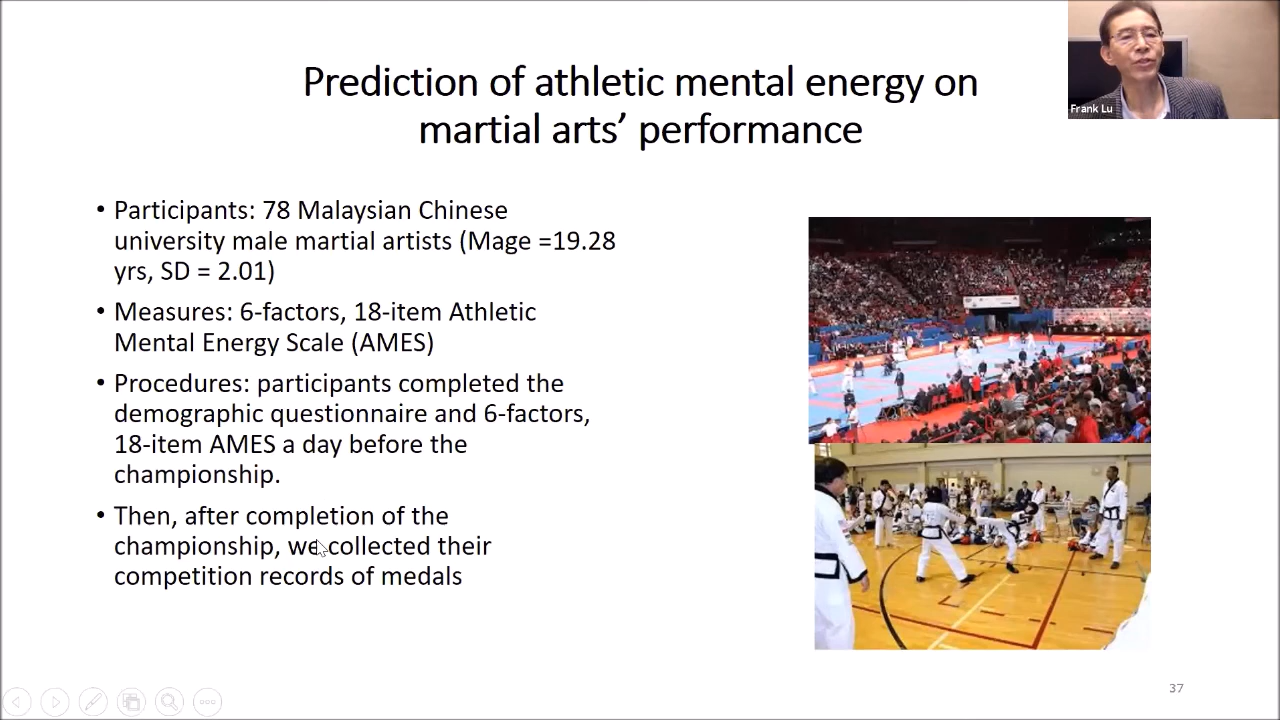 Prediction of athletic mental energy on
martial arts’ performance
Frank Lu
• Participants: 78 Malaysian Chinese
university male martial artists (Mage =19.28
yrs, SD = 2.01)
• Measures: 6-factors, 18-item Athletic
Mental Energy Scale (AMES)
• Procedures: participants completed the
demographic questionnaire and 6-factors,
18-item AMES a day before the
championship.
• Then, after completion of the
championship, we collected their
competition records of medals
37